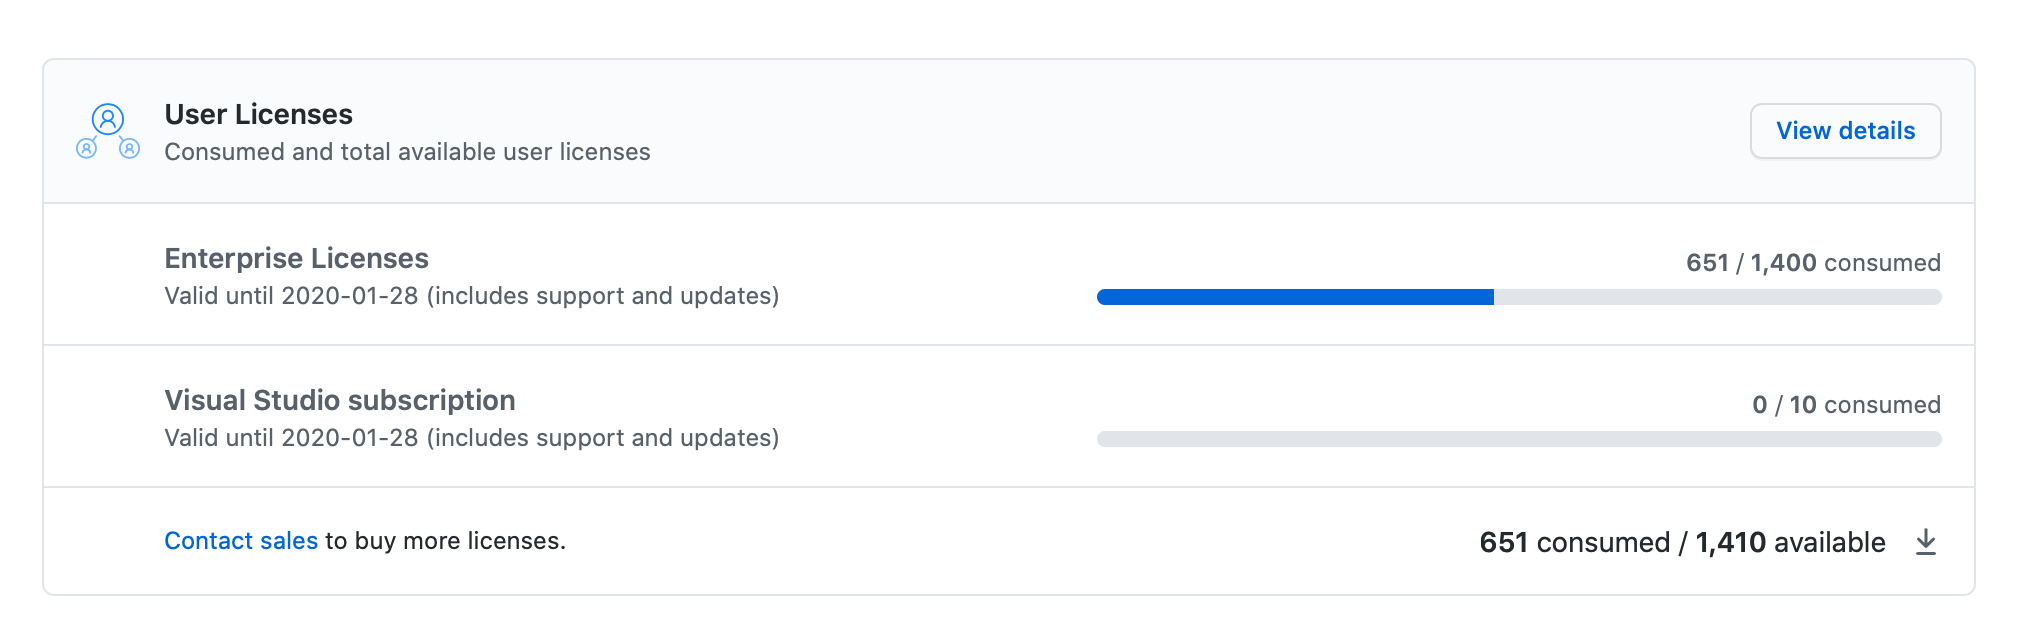 User Licenses
Consumed and total available user licenses
View details
Enterprise Licenses
Valid until 2020-01-28 (includes support and updates)
651 / 1,400 consumed
Visual Studio subscription
Valid until 2020-01-28 (includes support and updates)
0 / 10 consumed
Contact sales to buy more licenses.
651 consumed / 1,410 available